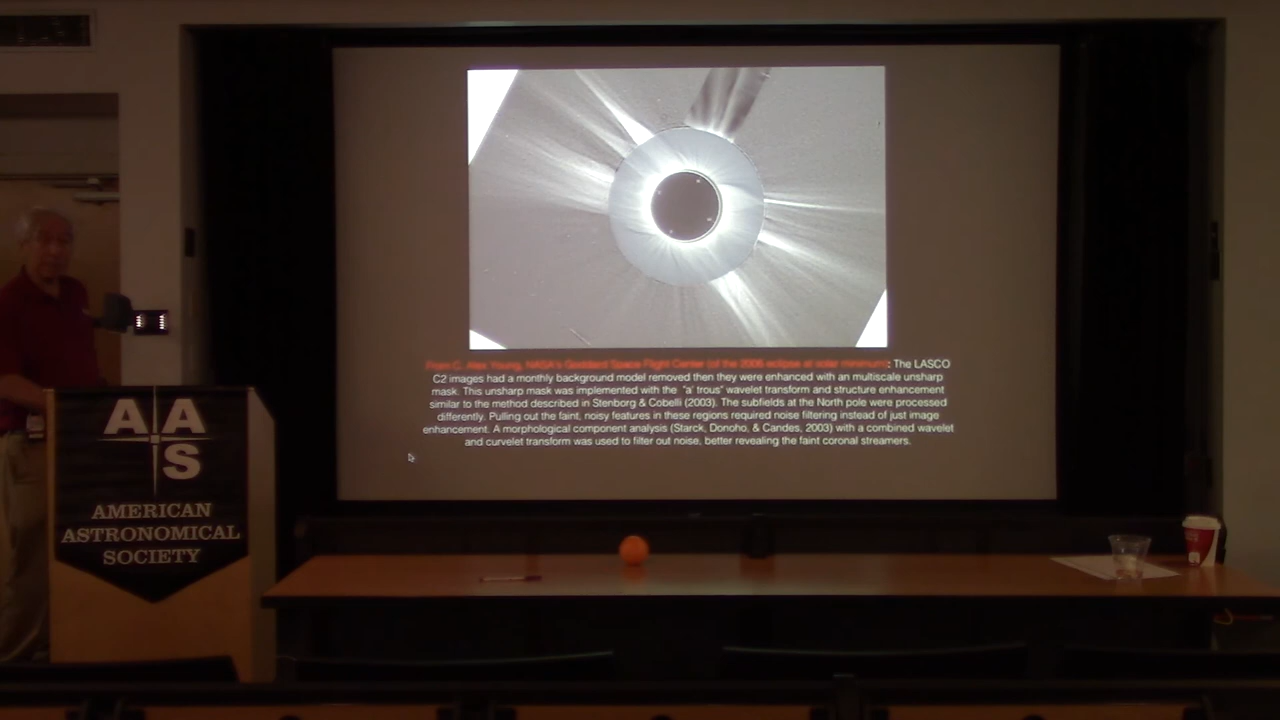 From C. Alex Young, NASA's Goddard Space Flight Center (of the 2006 eclipse at solar minimum): The LASCO
C2 images had a monthly background model removed then they were enhanced with an multiscale unsharp
mask. This unsharp mask was implemented with the "a' trous" wavelet transform and structure enhancement
similar to the method described in Stenborg & Cobelli (2003). The subfields at the North pole were processed
differently. Pulling out the faint, noisy features in these regions required noise filtering instead of just image
enhancement. A morphological component analysis (Starck, Donoho, & Candes, 2003) with a combined wavelet
and curvelet transform was used to filter out noise, better revealing the faint coronal streamers.
A A
S
AMERICAN
ASTRONOMICAL
SOCIETY